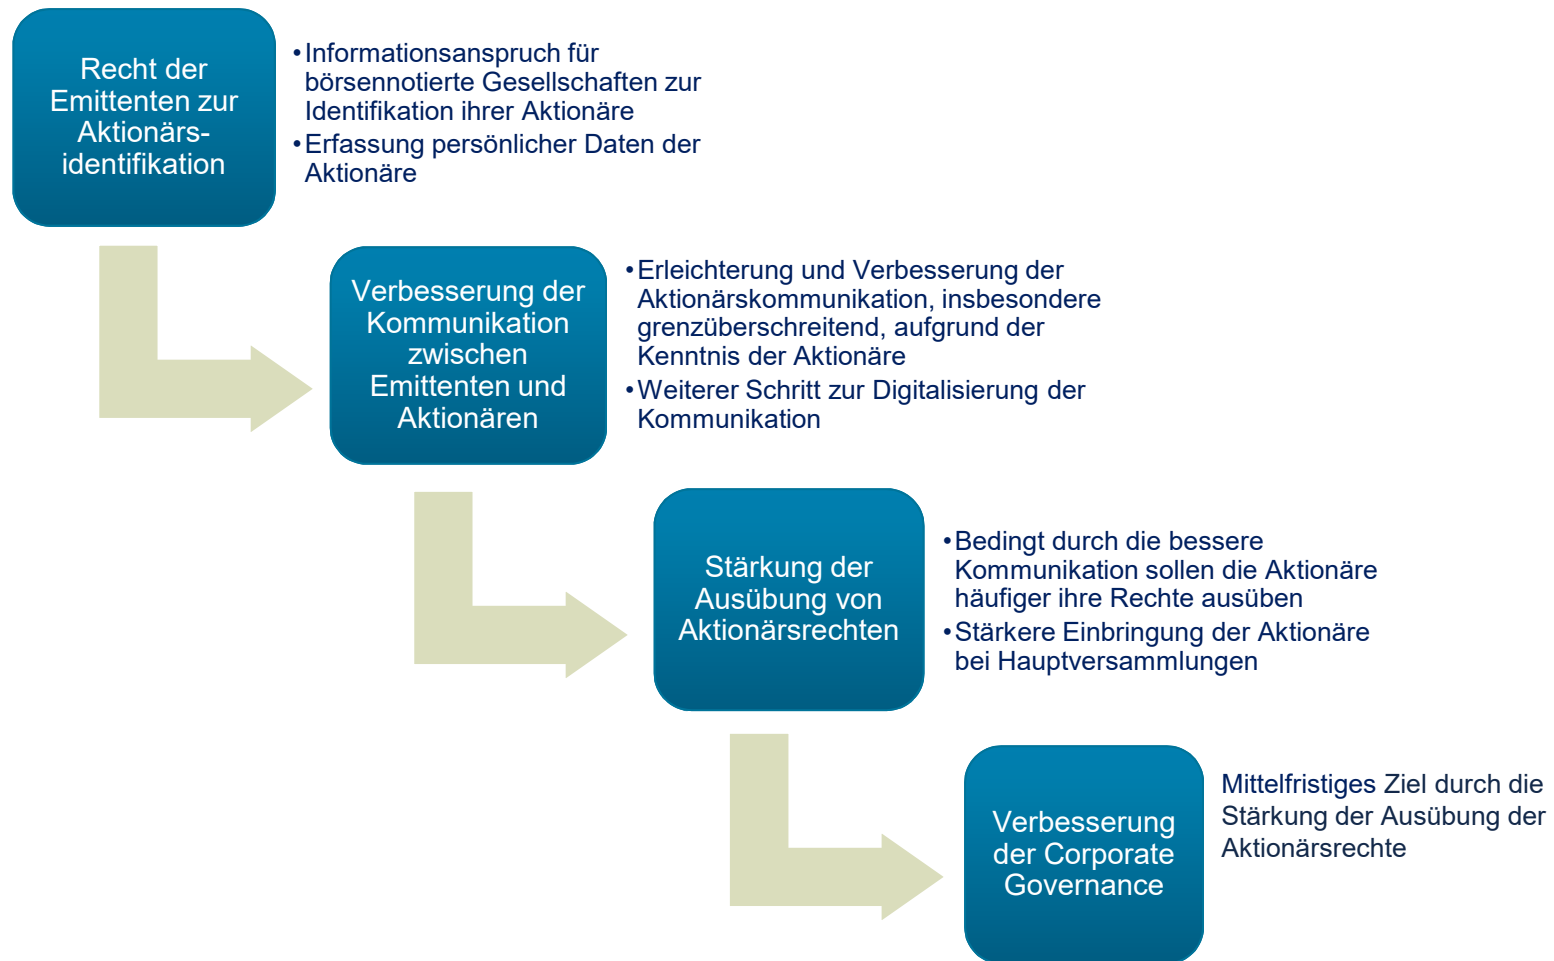 Recht der
Emittenten zur
Aktionärs-
identifikation
•Informationsanspruch für
börsennotierte Gesellschaften zur
Identifikation ihrer Aktionäre
•Erfassung persönlicher Daten der
Aktionäre
Verbesserung der
Kommunikation
zwischen
Emittenten und
Aktionären
•Erleichterung und Verbesserung der
Aktionärskommunikation, insbesondere
grenzüberschreitend, aufgrund der
Kenntnis der Aktionäre
•Weiterer Schritt zur Digitalisierung der
Kommunikation
Stärkung der
Ausübung von
Aktionärsrechten
•Bedingt durch die bessere
Kommunikation sollen die Aktionäre
häufiger ihre Rechte ausüben
•Stärkere Einbringung der Aktionäre
bei Hauptversammlungen
Verbesserung
der Corporate
Governance
Mittelfristiges Ziel durch die
Stärkung der Ausübung der
Aktionärsrechte